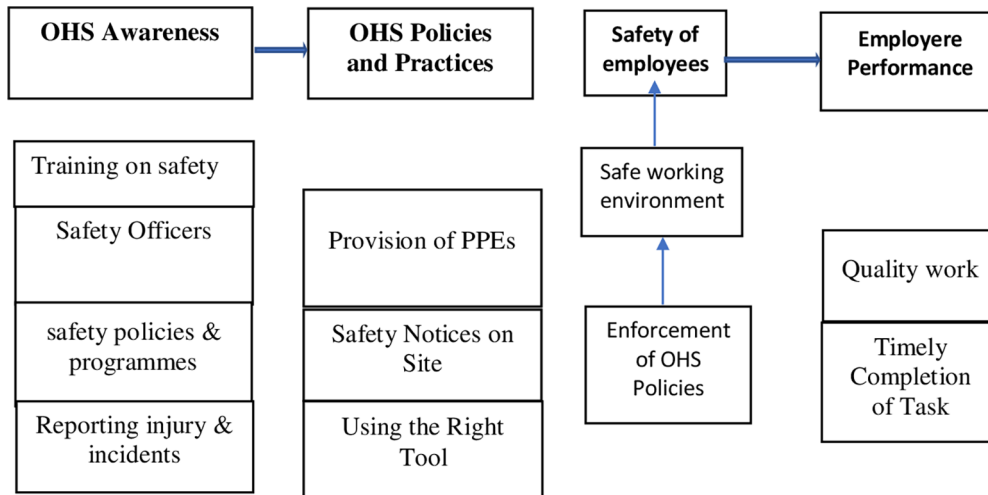 OHS Awareness
OHS Policies
and Practices
Safety of
employees
Employere
Performance
Training on safety
Safety Officers
safety policies &
programmes
Reporting injury &
incidents
Provision of PPEs
Safety Notices on
Site
Using the Right
Tool
Safe working
environment
Enforcement
of OHS
Policies
Quality work
Timely
Completion
of Task